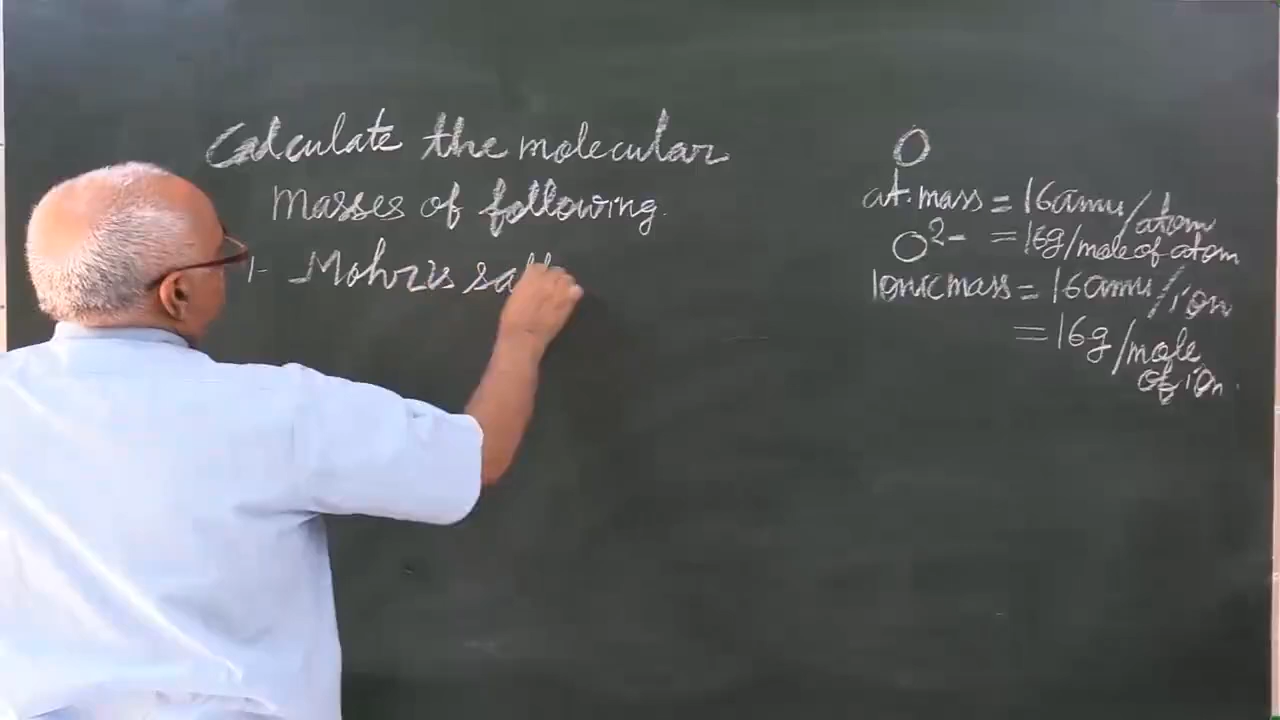 Calculate the molecular
masses of following.
1- Mohr's salt
O
at. mass = 16amu/atom
= 16g/mole of atom
O2-
Ionic mass = 16amu/ion
= 16g/mole
of ion.